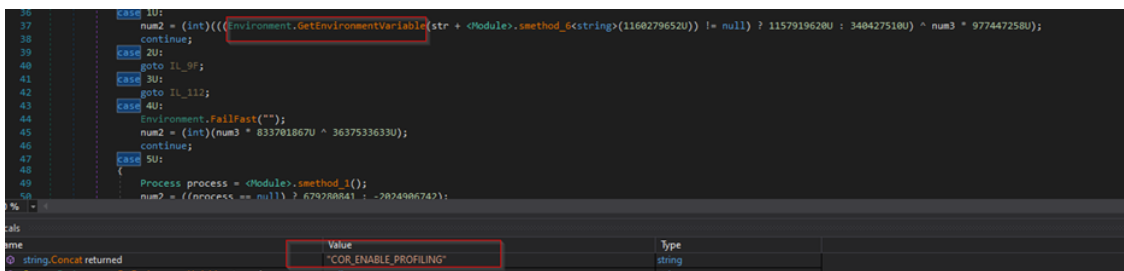 36 case 1U:
37 num2 = (int)(((Environment.GetEnvironmentVariable(str + <Module>.smethod_6<string>(1160279652U)) != null) ? 1157919620U : 340427510U) ^ num3 * 977447258U);
38 continue;
39 case 2U:
40 goto IL_9F;
41 case 3U:
42 goto IL_112;
43 case 4U:
44 Environment.FailFast("");
45 num2 = (int)(num3 * 833701867U ^ 3637533633U);
46 continue;
47 case 5U:
48 {
49 Process process = <Module>.smethod_1();
50 num2 = ((process == null) ? 679280841 : -2024906742);
0 %
cals
ame Value Type
string.Concat returned "COR_ENABLE_PROFILING" string